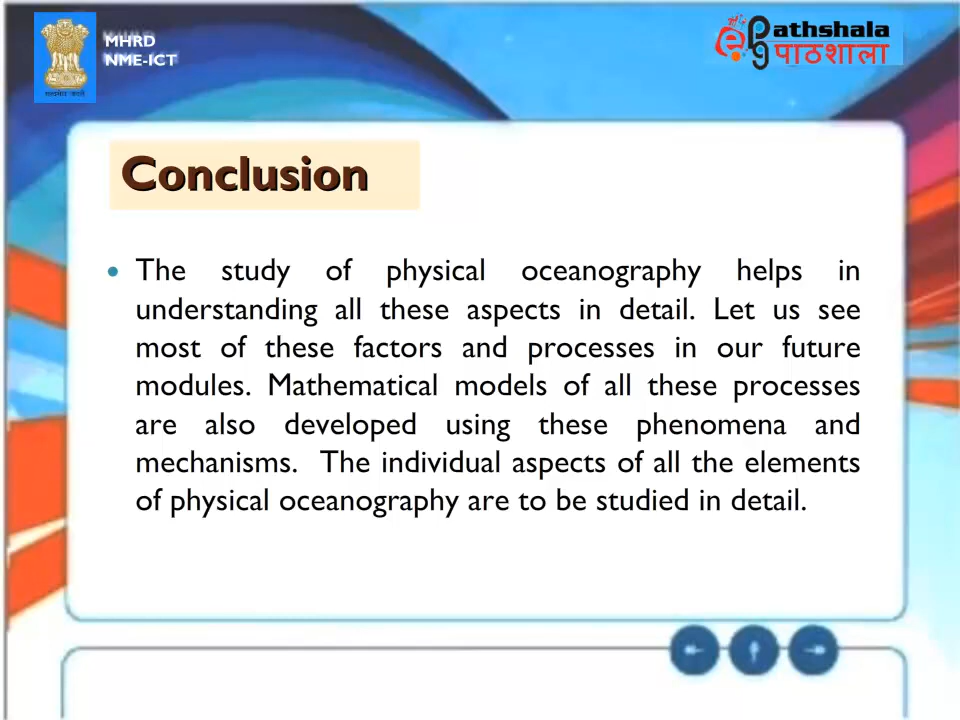 MHRD
NME-ICT
e PG athshala
पाठशाला
Conclusion
• The study of physical oceanography helps in
understanding all these aspects in detail. Let us see
most of these factors and processes in our future
modules. Mathematical models of all these processes
are also developed using these phenomena and
mechanisms. The individual aspects of all the elements
of physical oceanography are to be studied in detail.